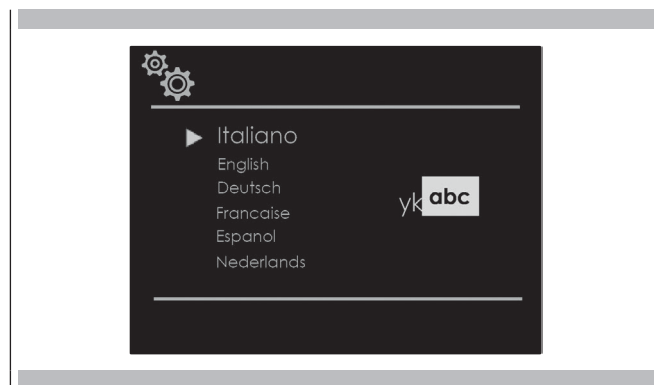 Italiano
English
Deutsch
Francaise
yk abc
Espanol
Nederlands